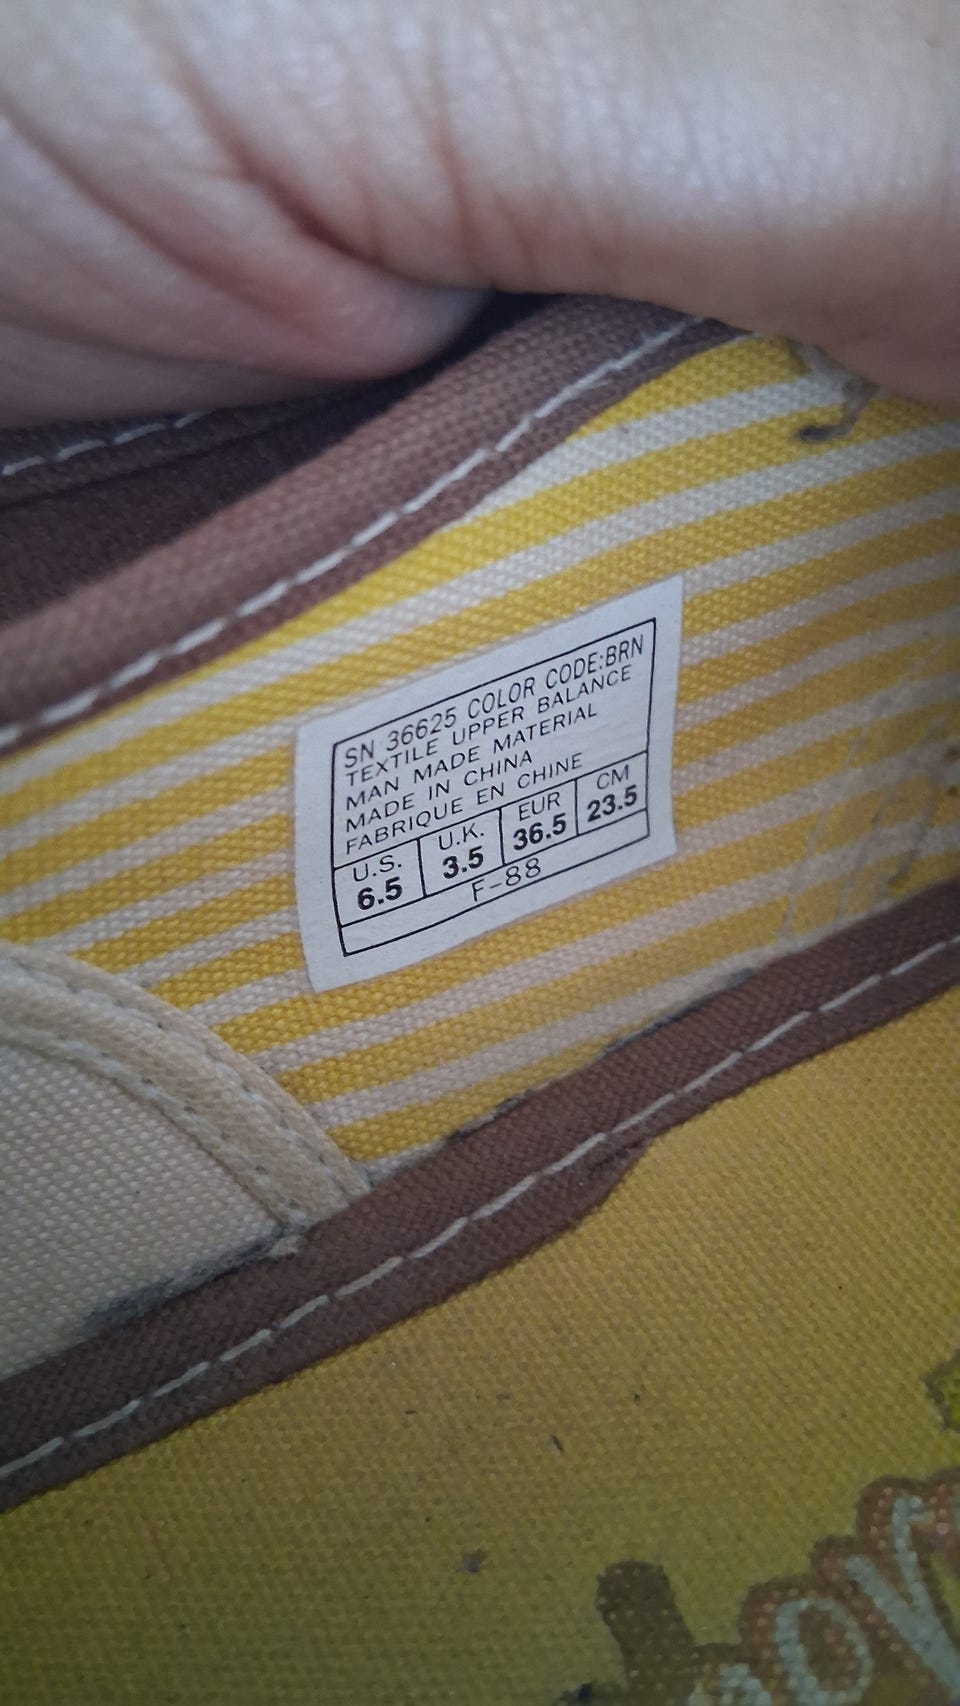 SN 36625 COLOR CODE:BRN
TEXTILE UPPER BALANCE
MAN MADE MATERIAL
MADE IN CHINA
FABRIQUE EN CHINE
U.S. U.K. EUR CM
6.5 3.5 36.5 23.5
F-88